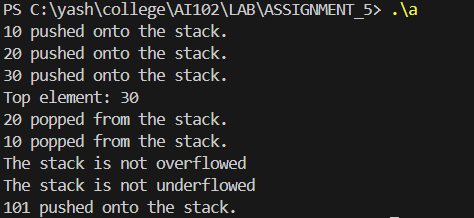 PS C:\yash\college\AI102\LAB\ASSIGNMENT_5> .\a
10 pushed onto the stack.
20 pushed onto the stack.
30 pushed onto the stack.
Top element: 30
20 popped from the stack.
10 popped from the stack.
The stack is not overflowed
The stack is not underflowed
101 pushed onto the stack.